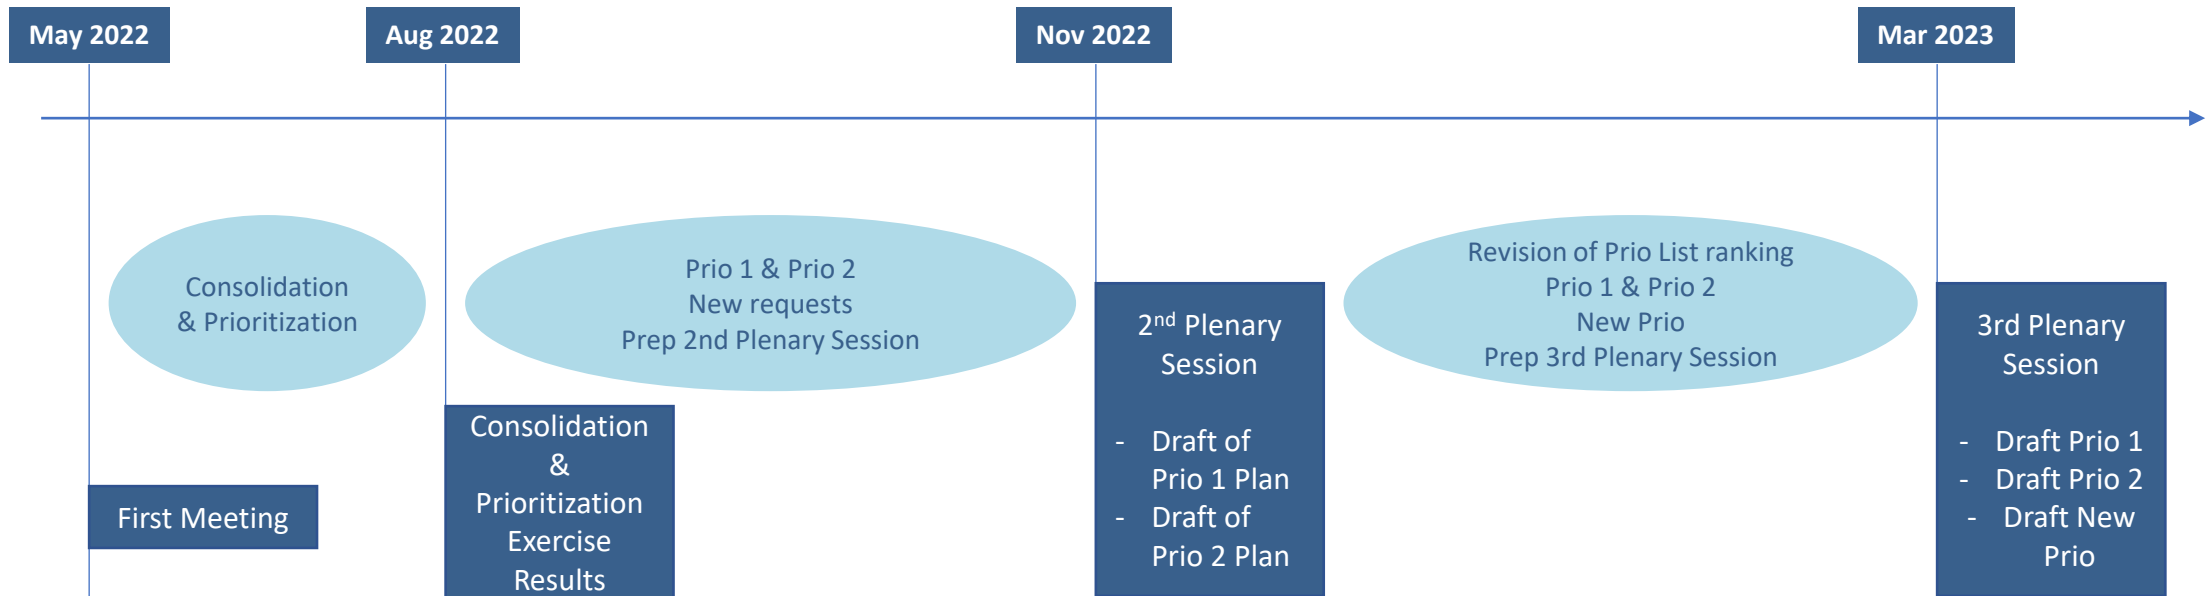 May 2022
Aug 2022
Nov 2022
Mar 2023
Consolidation
& Prioritization
Prio 1 & Prio 2
New requests
Prep 2nd Plenary Session
Revision of Prio List ranking
Prio 1 & Prio 2
New Prio
Prep 3rd Plenary Session
First Meeting
Consolidation
&
Prioritization
Exercise
Results
2nd Plenary
Session
- Draft of
Prio 1 Plan
- Draft of
Prio 2 Plan
3rd Plenary
Session
- Draft Prio 1
- Draft Prio 2
- Draft New
Prio